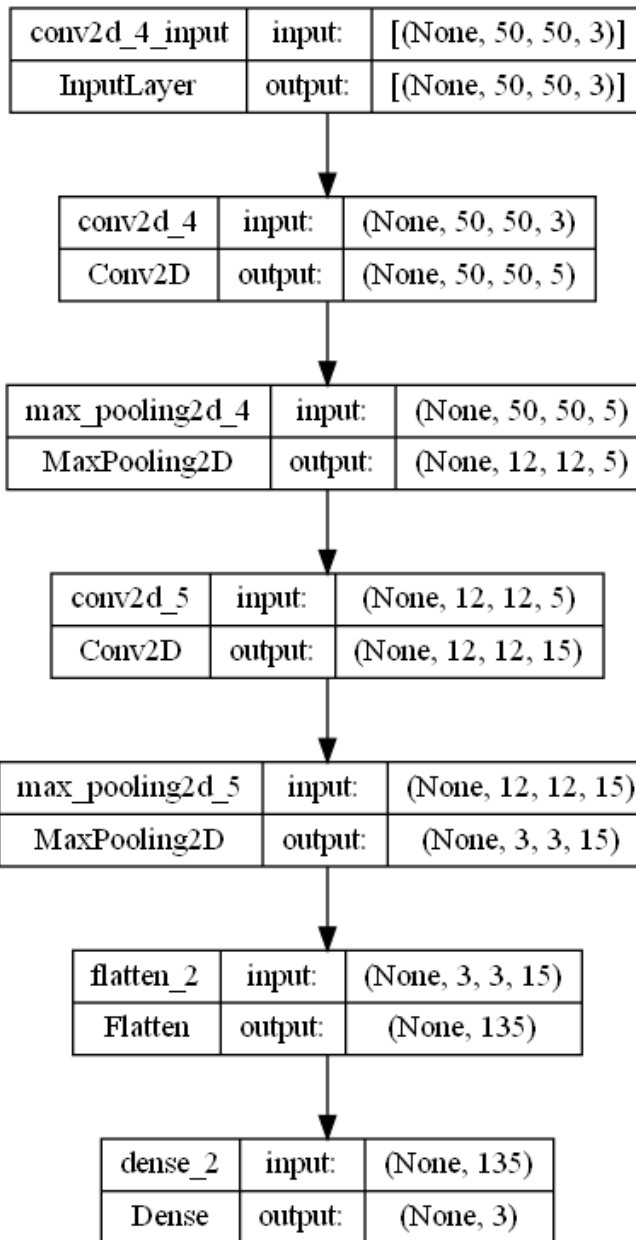 conv2d_4_input input: [(None, 50, 50, 3)]
InputLayer output: [(None, 50, 50, 3)]
conv2d_4 input: (None, 50, 50, 3)
Conv2D output: (None, 50, 50, 5)
max_pooling2d_4 input: (None, 50, 50, 5)
MaxPooling2D output: (None, 12, 12, 5)
conv2d_5 input: (None, 12, 12, 5)
Conv2D output: (None, 12, 12, 15)
max_pooling2d_5 input: (None, 12, 12, 15)
MaxPooling2D output: (None, 3, 3, 15)
flatten_2 input: (None, 3, 3, 15)
Flatten output: (None, 135)
dense_2 input: (None, 135)
Dense output: (None, 3)